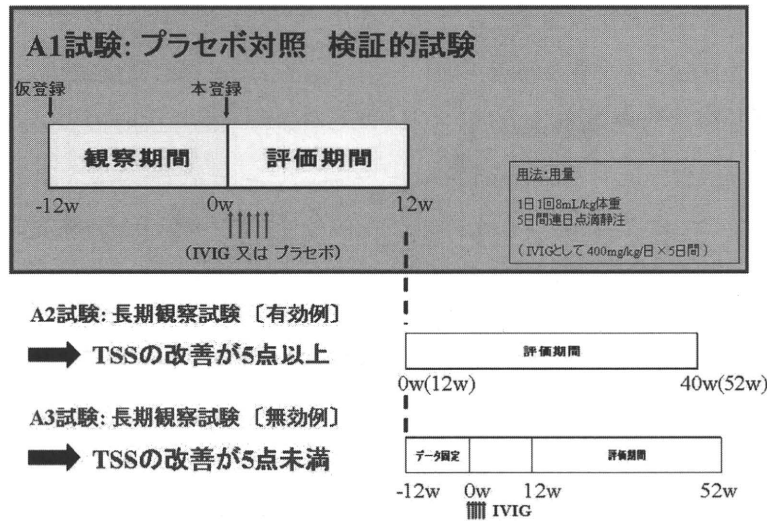 A1試験: プラセボ対照 検証的試験
仮登録 本登録
観察期間 評価期間
-12w 0w 12w
(IVIG 又は プラセボ)
用法・用量
1日1回8mL/kg体重
5日間連日点滴静注
(IVIGとして 400mg/kg/日×5日間)
A2試験: 長期観察試験〔有効例〕
TSSの改善が5点以上
評価期間
0w(12w) 40w(52w)
A3試験: 長期観察試験〔無効例〕
TSSの改善が5点未満
データ固定 評価期間
-12w 0w 12w 52w
IVIG